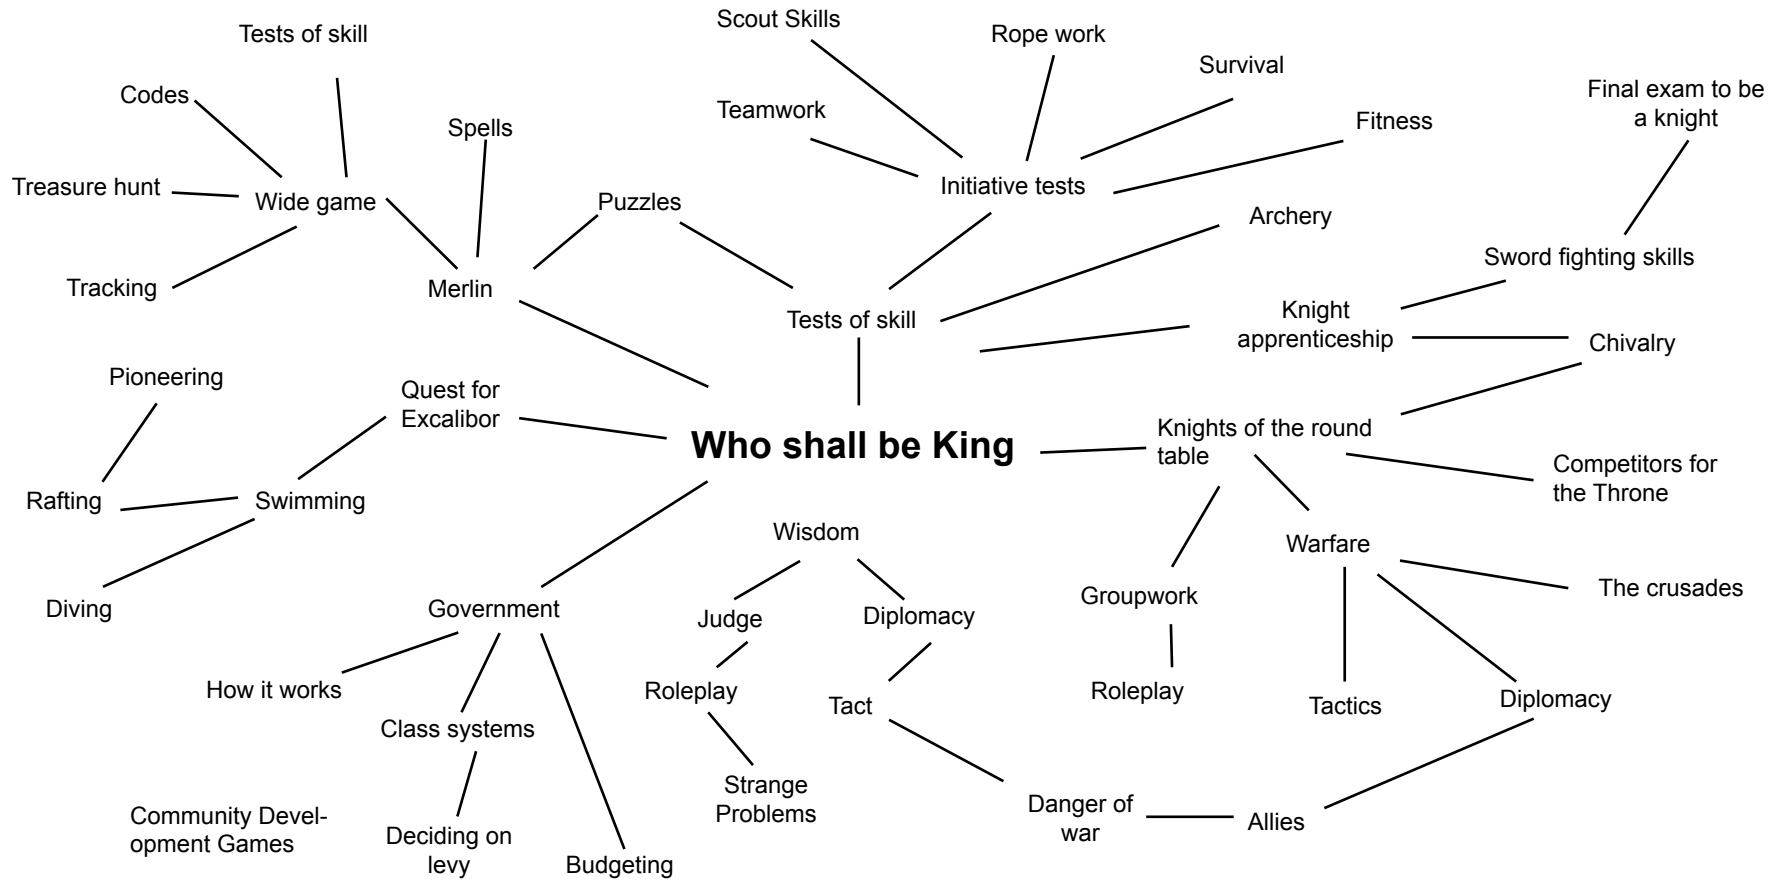 Scout Skills
Tests of skill
Rope work
Survival
Codes
Teamwork
Final exam to be
a knight
Spells
Fitness
Treasure hunt
Wide game
Puzzles
Initiative tests
Archery
Sword fighting skills
Tracking
Merlin
Tests of skill
Knight
apprenticeship
Chivalry
Pioneering
Quest for
Excalibor
Who shall be King
Knights of the round
table
Competitors for
the Throne
Rafting
Swimming
Wisdom
Warfare
Diving
Government
Judge
Diplomacy
Groupwork
The crusades
How it works
Roleplay
Tact
Roleplay
Tactics
Diplomacy
Class systems
Strange
Problems
Danger of
war
Allies
Community Devel-
opment Games
Deciding on
levy
Budgeting